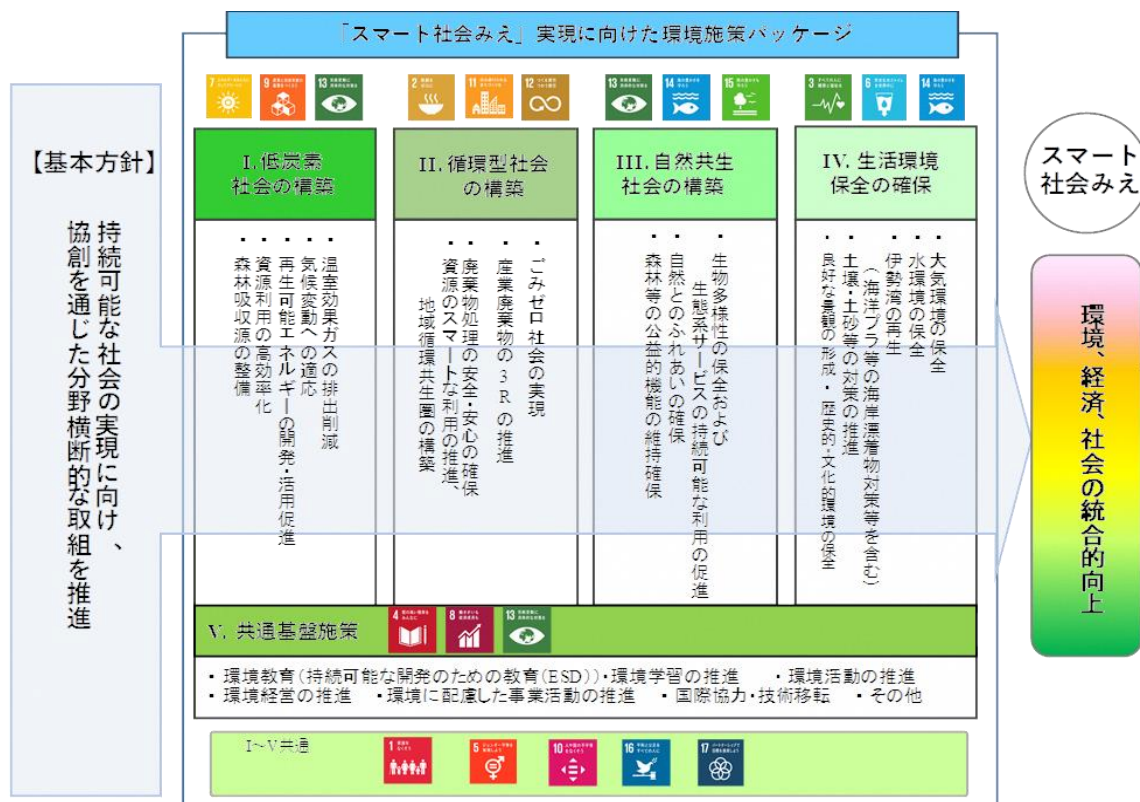 「スマート社会みえ」実現に向けた環境施策パッケージ
【基本方針】
持続可能な社会の実現に向け、
協創を通じた分野横断的な取組を推進
7
9
13
2
11
12
13
14
15
3
6
14
I.低炭素
社会の構築
・温室効果ガスの排出削減
・気候変動への適応
・再生可能エネルギーの開発・活用促進
・資源利用の高効率化
・森林吸収源の整備
II.循環型社会
の構築
・ごみゼロ社会の実現
・産業廃棄物の3Rの推進
・廃棄物処理の安全・安心の確保
・資源のスマートな利用の推進、
地域循環共生圏の構築
III.自然共生
社会の構築
・生物多様性の保全および
生態系サービスの持続可能な利用の促進
・自然とのふれあいの確保
・森林等の公益的機能の維持確保
IV.生活環境
保全の確保
・大気環境の保全
・水環境の保全
・伊勢湾の再生
(海洋プラ等の海岸漂着物対策等を含む)
・土壌・土砂等の対策の推進
・良好な景観の形成・歴史的・文化的環境の保全
V.共通基盤施策
4
8
13
・環境教育(持続可能な開発のための教育(ESD))・環境学習の推進 ・環境活動の推進
・環境経営の推進 ・環境に配慮した事業活動の推進 ・国際協力・技術移転 ・その他
I~V共通
1
5
10
16
17
スマート
社会みえ
環境、経済、社会の統合的向上